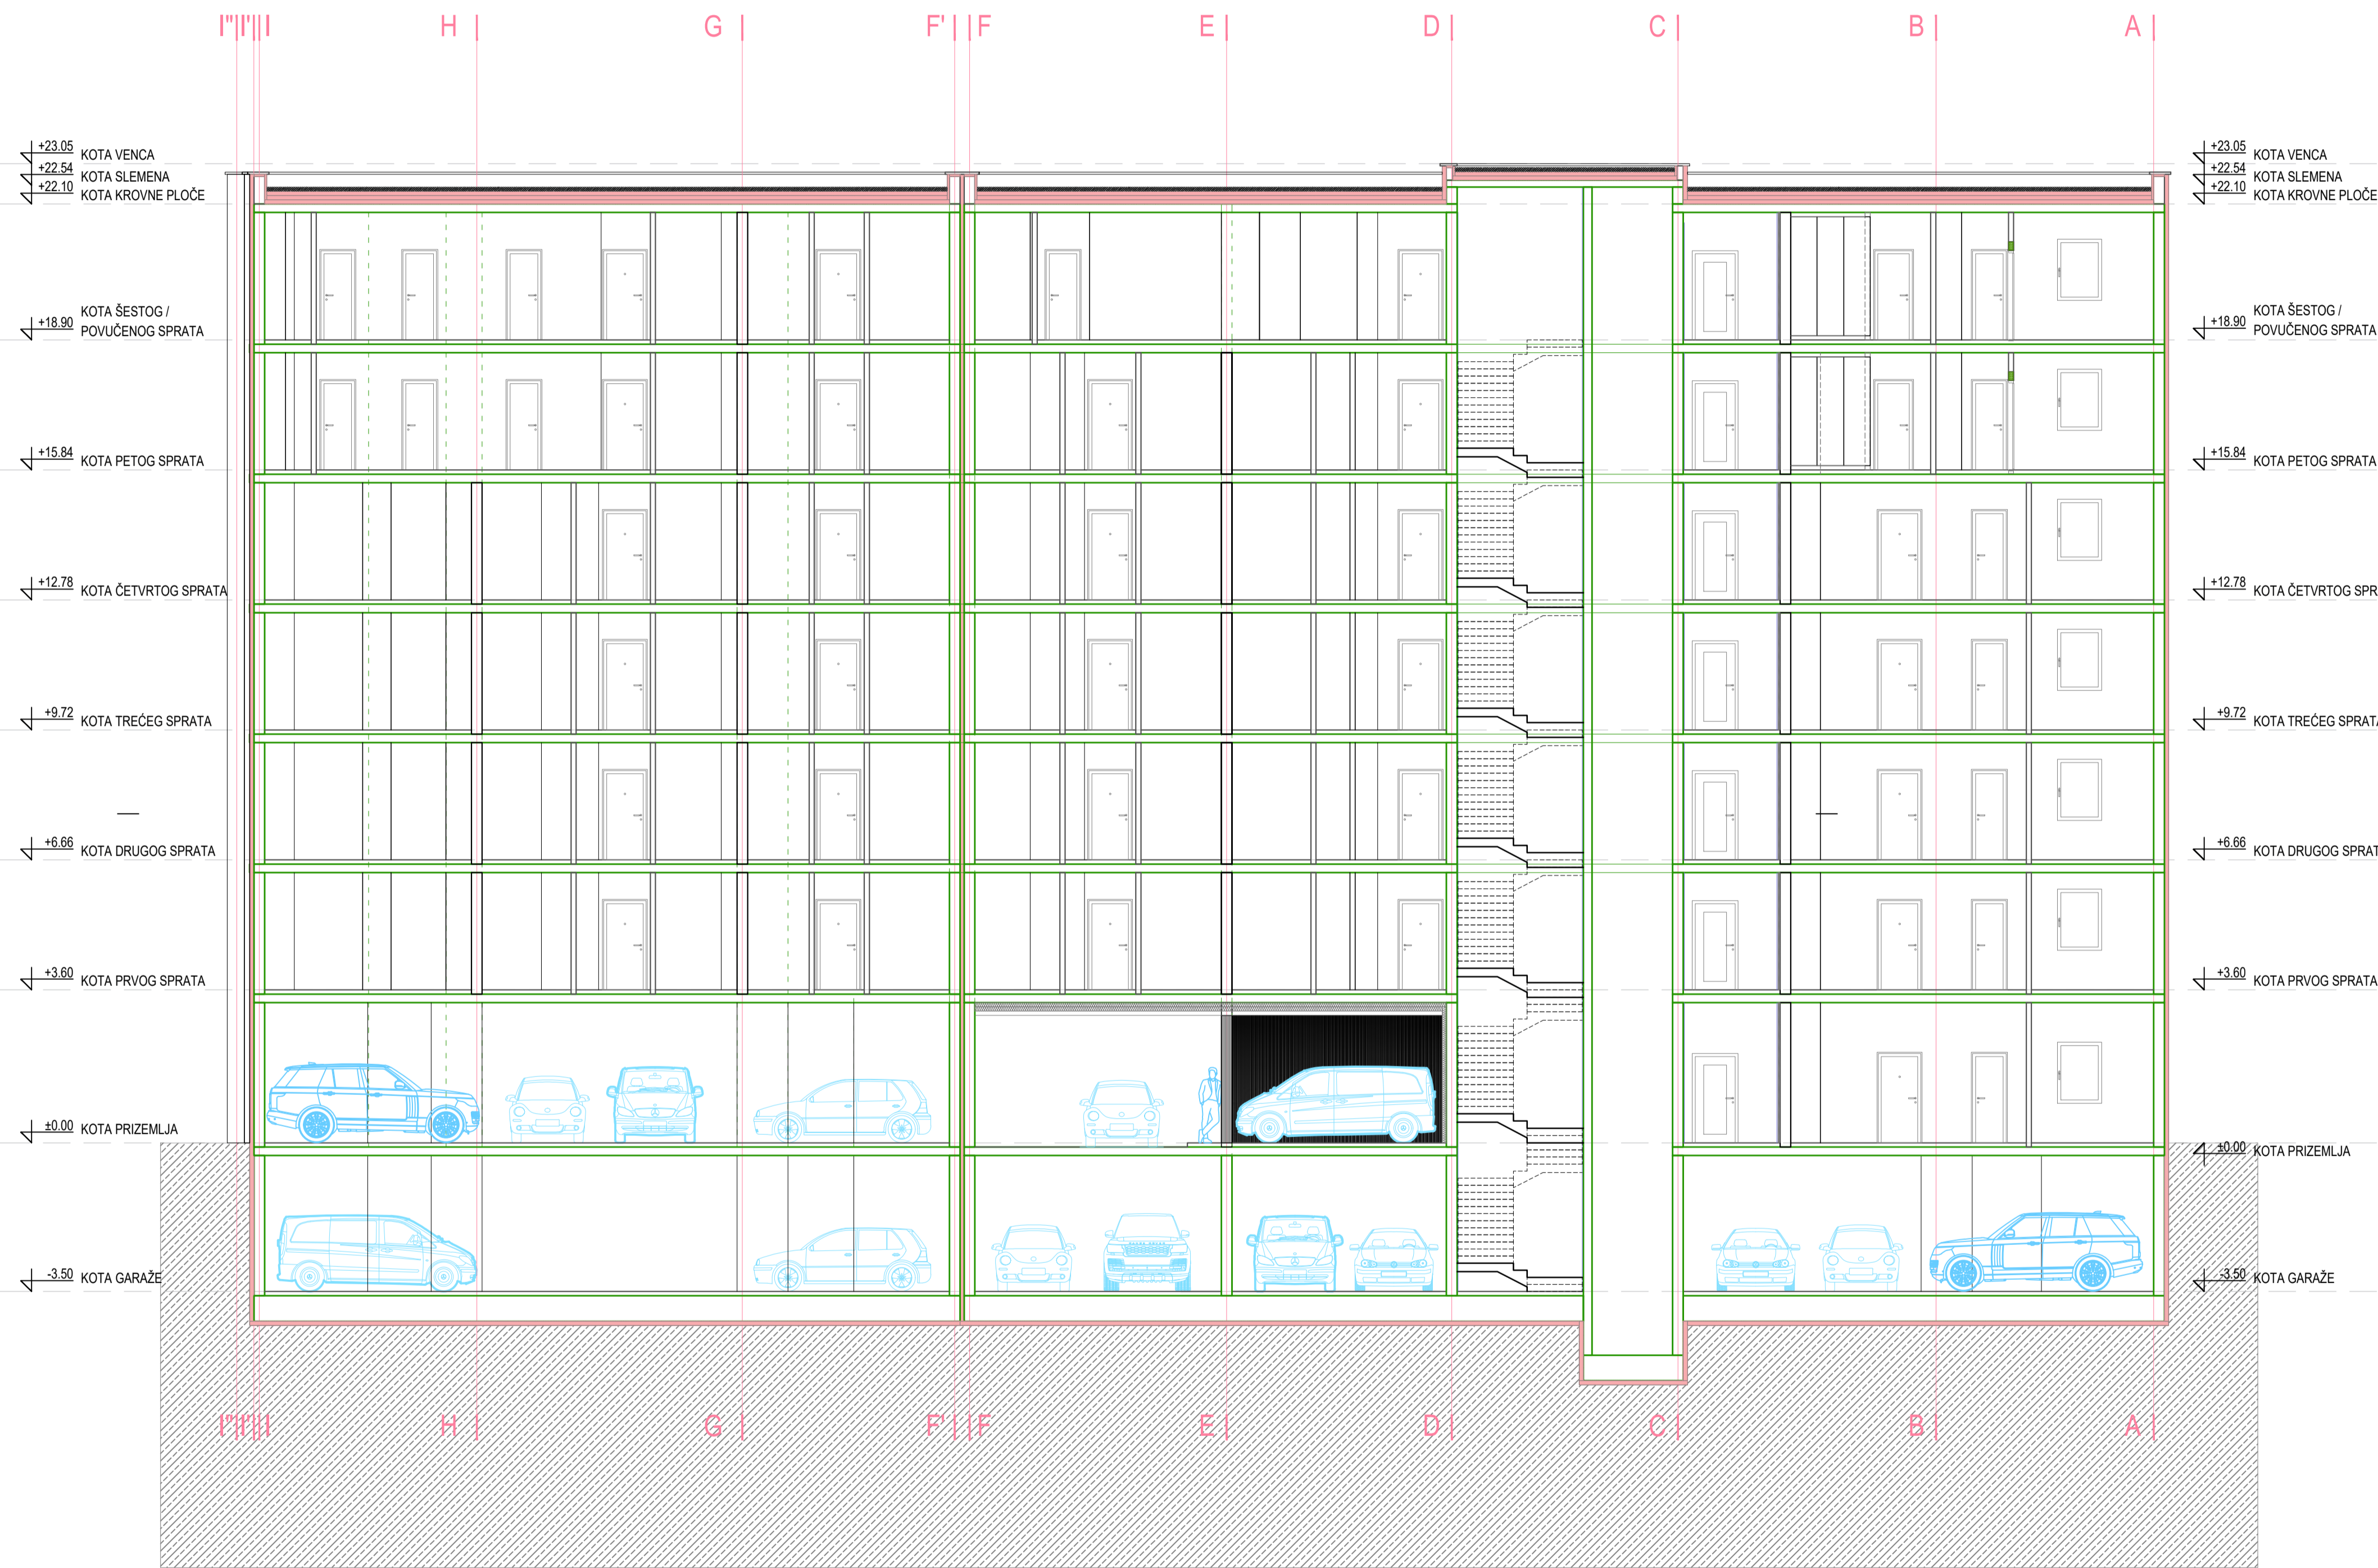 I" I' I H G F' F E D C B A
+23.05 KOTA VENCA
+22.54 KOTA SLEMENA
+22.10 KOTA KROVNE PLOČE
KOTA ŠESTOG /
+18.90 POVUČENOG SPRATA
+15.84 KOTA PETOG SPRATA
+12.78 KOTA ČETVRTOG SPRATA
+9.72 KOTA TREĆEG SPRATA
+6.66 KOTA DRUGOG SPRATA
+3.60 KOTA PRVOG SPRATA
±0.00 KOTA PRIZEMLJA
-3.50 KOTA GARAŽE
+23.05 KOTA VENCA
+22.54 KOTA SLEMENA
+22.10 KOTA KROVNE PLOČE
KOTA ŠESTOG /
+18.90 POVUČENOG SPRATA
+15.84 KOTA PETOG SPRATA
+12.78 KOTA ČETVRTOG SPR
+9.72 KOTA TREĆEG SPRATA
+6.66 KOTA DRUGOG SPRAT
+3.60 KOTA PRVOG SPRATA
±0.00 KOTA PRIZEMLJA
-3.50 KOTA GARAŽE
I" I' I H G F' F E D C B A